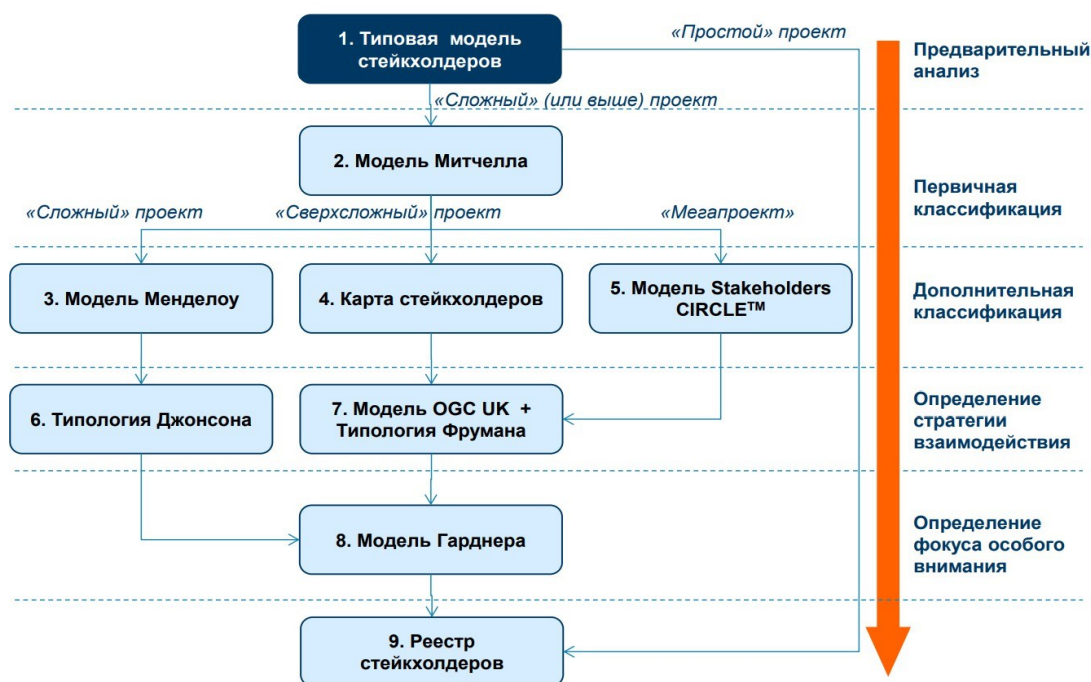 1. Типовая модель
стейкхолдеров
«Простой» проект
Предварительный
анализ
«Сложный» (или выше) проект
2. Модель Митчелла
Первичная
классификация
«Сложный» проект
«Сверхсложный» проект
«Мегапроект»
3. Модель Менделоу
4. Карта стейкхолдеров
5. Модель Stakeholders
CIRCLE™
Дополнительная
классификация
6. Типология Джонсона
7. Модель OGC UK +
Типология Фрумана
Определение
стратегии
взаимодействия
8. Модель Гарднера
Определение
фокуса особого
внимания
9. Реестр
стейкхолдеров